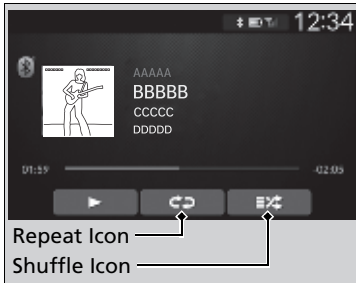 12:34
AAAAA
BBBBB
CCCCC
DDDDD
01:59 -02:05
Repeat Icon
Shuffle Icon